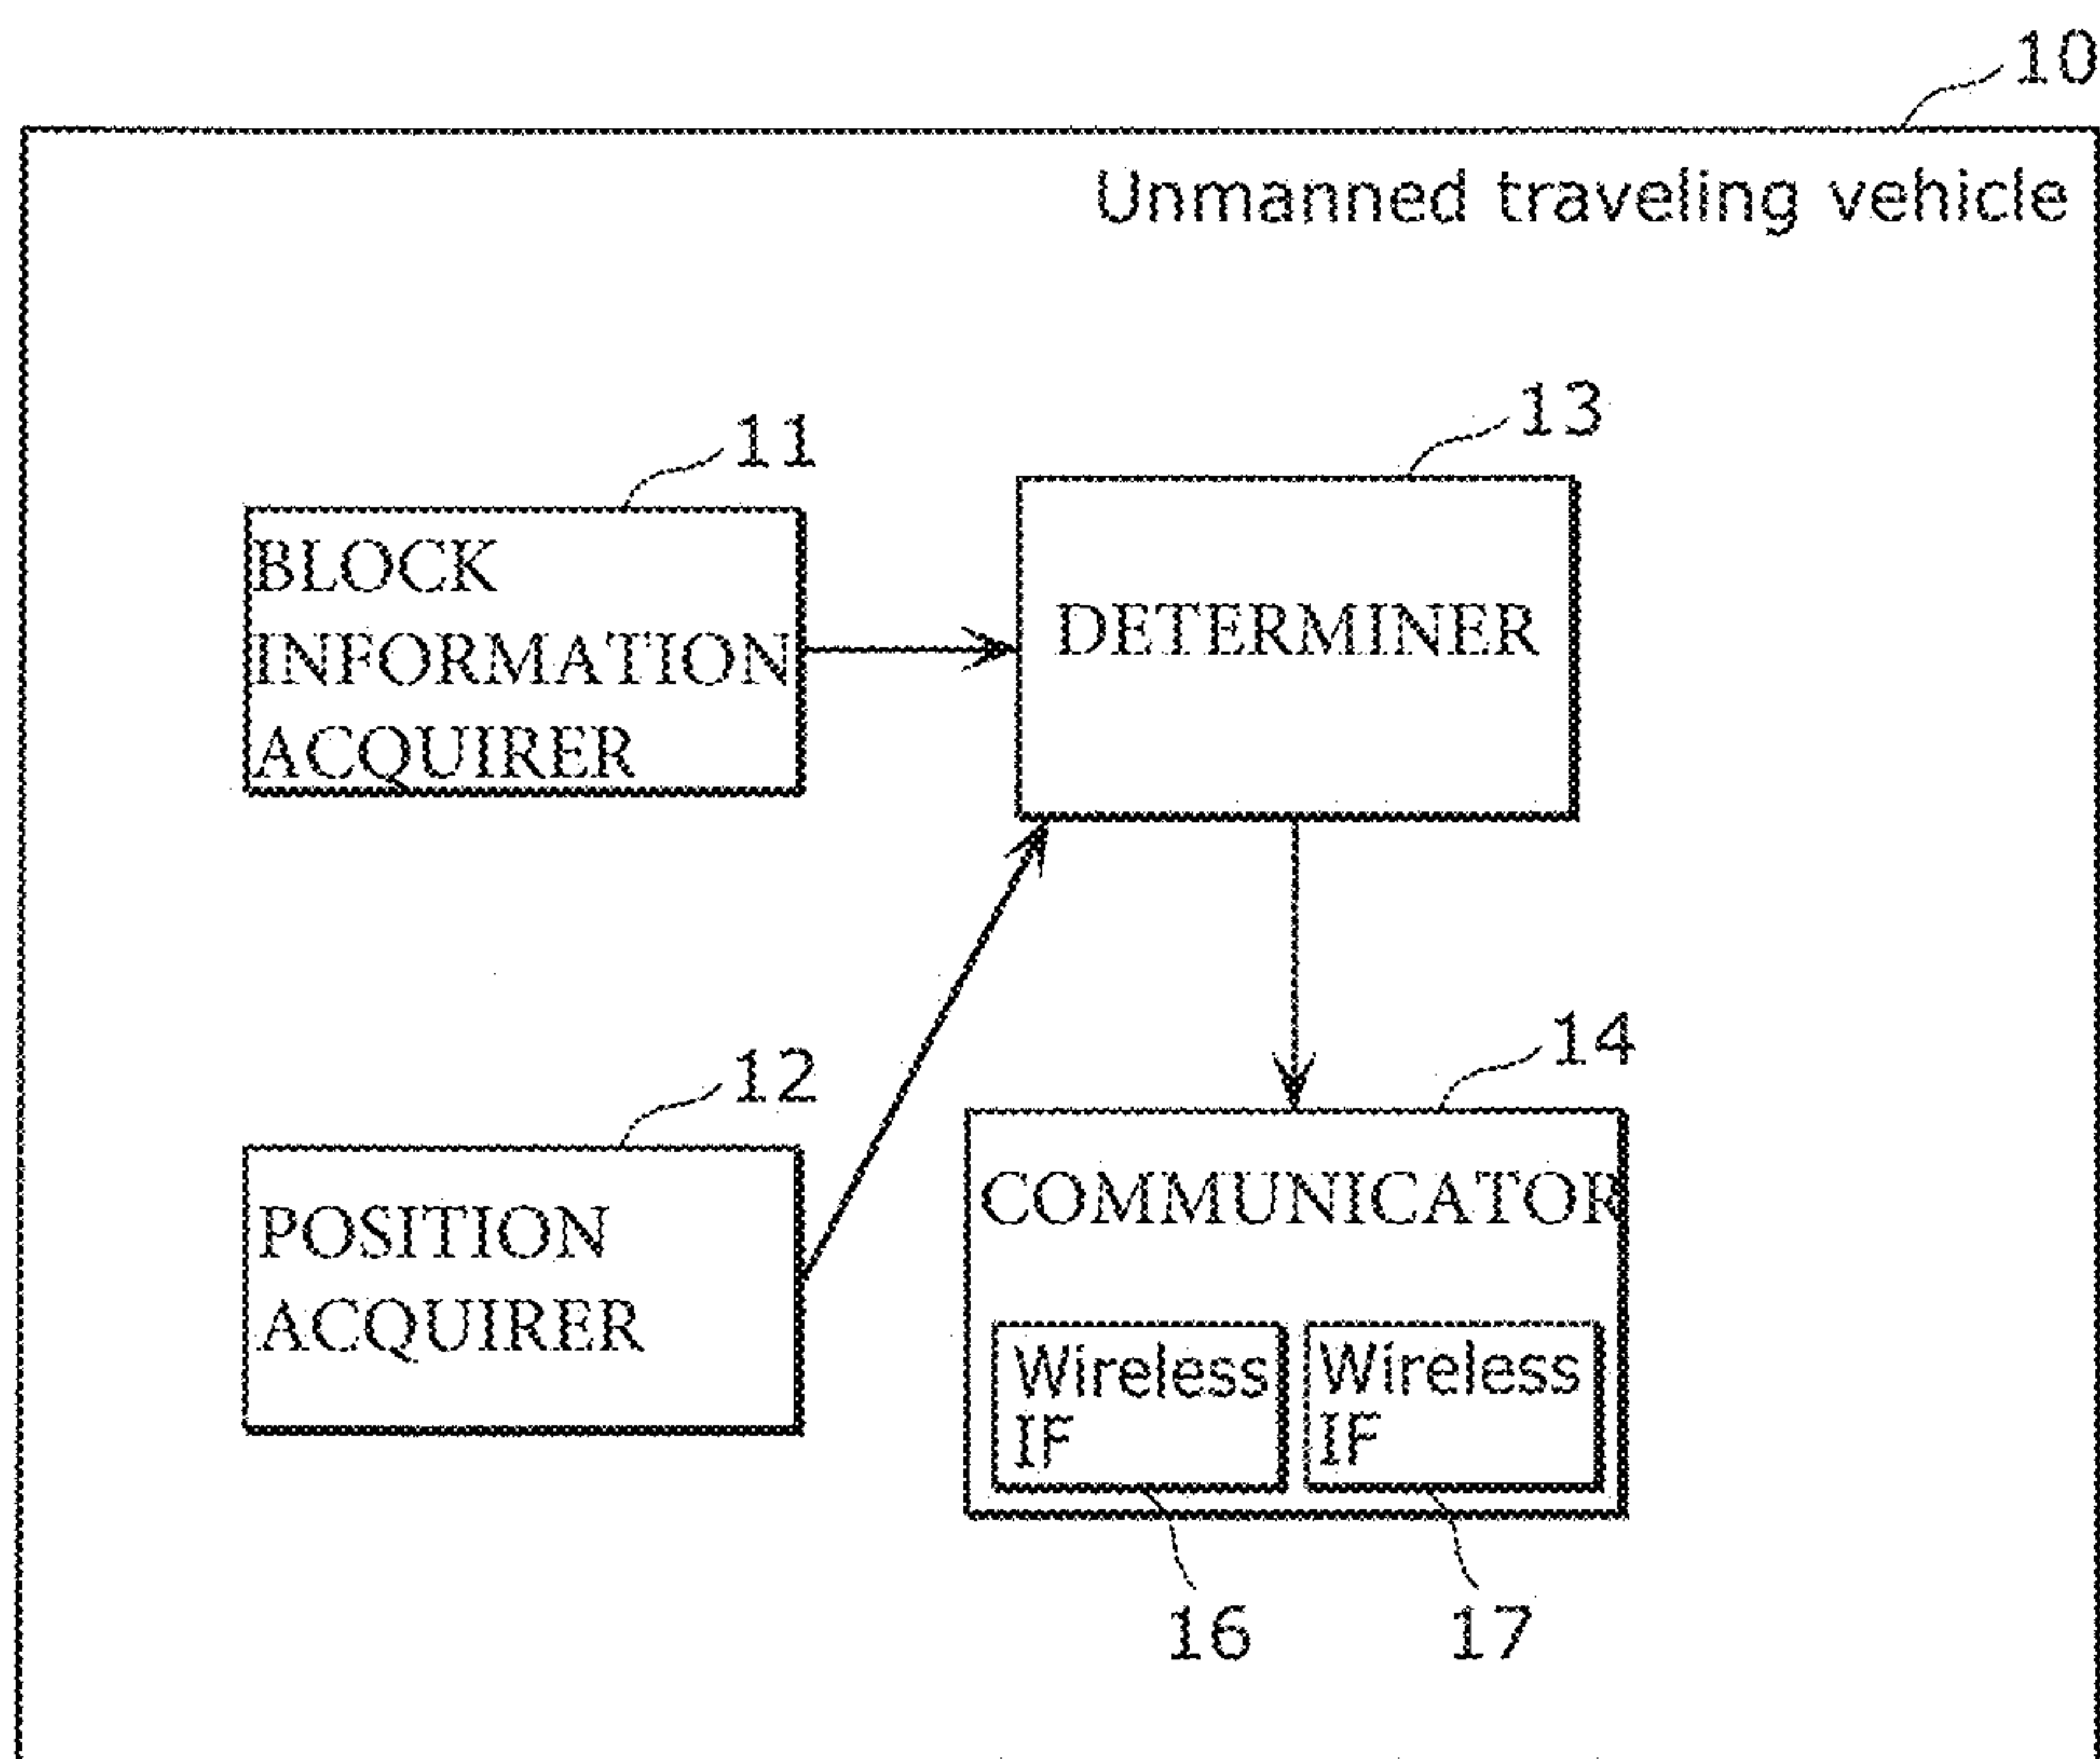 10
Unmanned traveling vehicle
11
BLOCK
INFORMATION
ACQUIRER
13
DETERMINER
12
POSITION
ACQUIRER
14
COMMUNICATOR
Wireless
IF
Wireless
IF
16
17